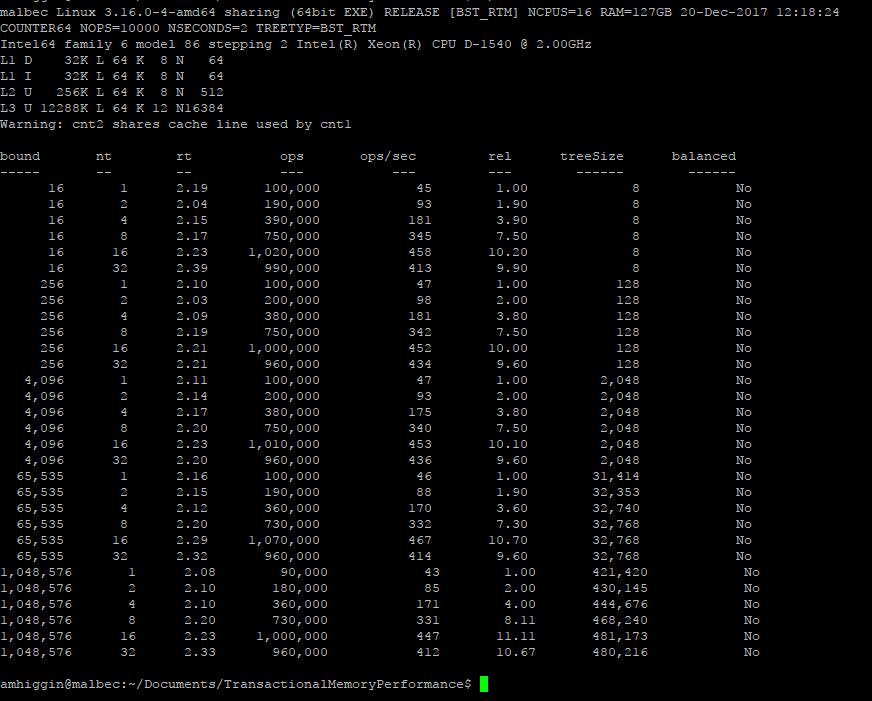 malbec Linux 3.16.0-4-amd64 sharing (64bit EXE) RELEASE [BST_RTM] NCPUS=16 RAM=127GB 20-Dec-2017 12:18:24
COUNTER64 NOPS=10000 NSECONDS=2 TREETYP=BST_RTM
Intel64 family 6 model 86 stepping 2 Intel(R) Xeon(R) CPU D-1540 @ 2.00GHz
L1 D    32K L 64 K  8 N   64
L1 I    32K L 64 K  8 N   64
L2 U   256K L 64 K  8 N  512
L3 U 12288K L 64 K 12 N16384
Warning: cnt2 shares cache line used by cnt1
bound nt rt ops ops/sec rel treeSize balanced
----- -- -- --- --- --- ------ ------
16 1 2.19 100,000 45 1.00 8 No
16 2 2.04 190,000 93 1.90 8 No
16 4 2.15 390,000 181 3.90 8 No
16 8 2.17 750,000 345 7.50 8 No
16 16 2.23 1,020,000 458 10.20 8 No
16 32 2.39 990,000 413 9.90 8 No
256 1 2.10 100,000 47 1.00 128 No
256 2 2.03 200,000 98 2.00 128 No
256 4 2.09 380,000 181 3.80 128 No
256 8 2.19 750,000 342 7.50 128 No
256 16 2.21 1,000,000 452 10.00 128 No
256 32 2.21 960,000 434 9.60 128 No
4,096 1 2.11 100,000 47 1.00 2,048 No
4,096 2 2.14 200,000 93 2.00 2,048 No
4,096 4 2.17 380,000 175 3.80 2,048 No
4,096 8 2.20 750,000 340 7.50 2,048 No
4,096 16 2.23 1,010,000 453 10.10 2,048 No
4,096 32 2.20 960,000 436 9.60 2,048 No
65,535 1 2.16 100,000 46 1.00 31,414 No
65,535 2 2.15 190,000 88 1.90 32,353 No
65,535 4 2.12 360,000 170 3.60 32,740 No
65,535 8 2.20 730,000 332 7.30 32,768 No
65,535 16 2.29 1,070,000 467 10.70 32,768 No
65,535 32 2.32 960,000 414 9.60 32,768 No
1,048,576 1 2.08 90,000 43 1.00 421,420 No
1,048,576 2 2.10 180,000 85 2.00 430,145 No
1,048,576 4 2.10 360,000 171 4.00 444,676 No
1,048,576 8 2.20 730,000 331 8.11 468,240 No
1,048,576 16 2.23 1,000,000 447 11.11 481,173 No
1,048,576 32 2.33 960,000 412 10.67 480,216 No
amhiggin@malbec:~/Documents/TransactionalMemoryPerformance$